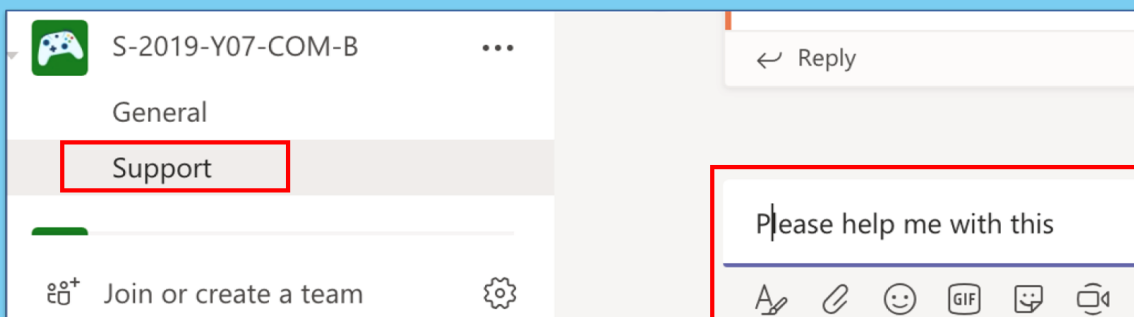 S-2019-Y07-COM-B
General
Support
Join or create a team
Reply
Please help me with this
GIF